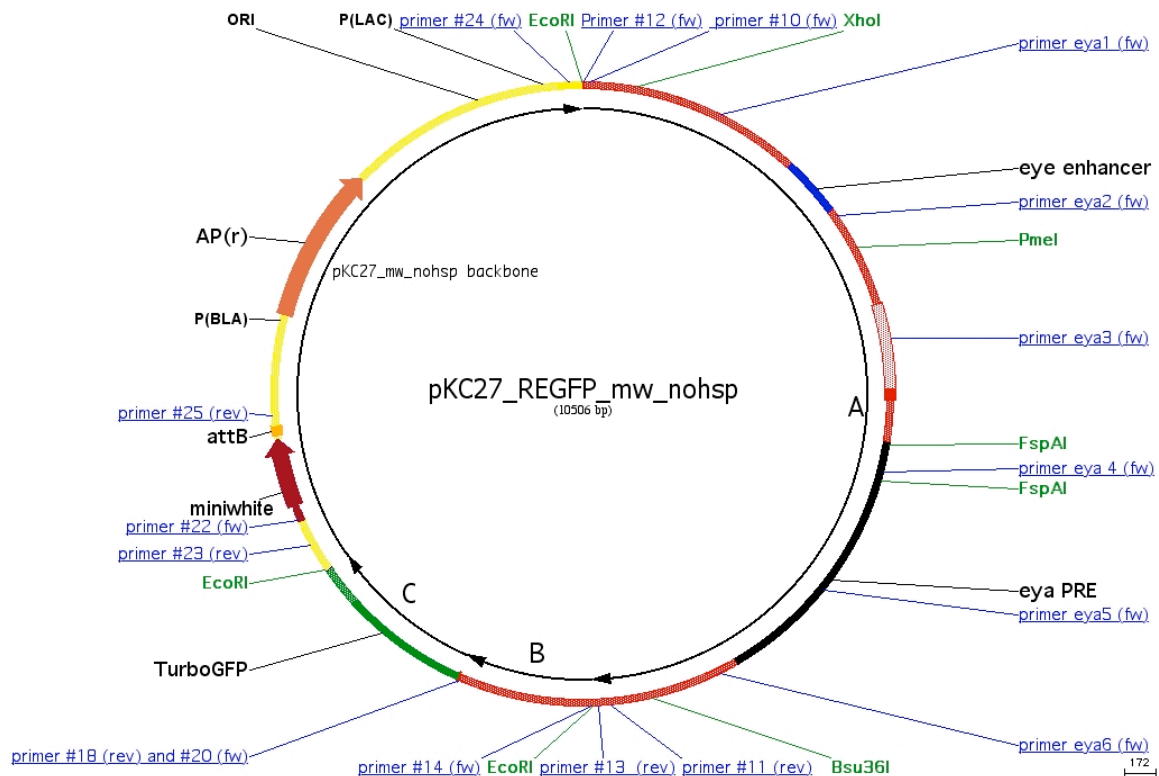 ORI
P(LAC)
primer #24 (fw)
EcoRI
Primer #12 (fw)
primer #10 (fw)
XhoI
primer eya1 (fw)
eye enhancer
primer eya2 (fw)
PmeI
AP(r)
pKC27_mw_nohsp backbone
P(BLA)
primer eya3 (fw)
pKC27_REGFP_mw_nohsp
(10506 bp)
A
primer #25 (rev)
attB
FspAI
primer eya 4 (fw)
FspAI
miniwhite
primer #22 (fw)
primer #23 (rev)
EcoRI
C
eya PRE
primer eya5 (fw)
B
TurboGFP
primer #18 (rev) and #20 (fw)
primer #14 (fw)
EcoRI
primer #13 (rev)
primer #11 (rev)
Bsu36I
primer eya6 (fw)
172